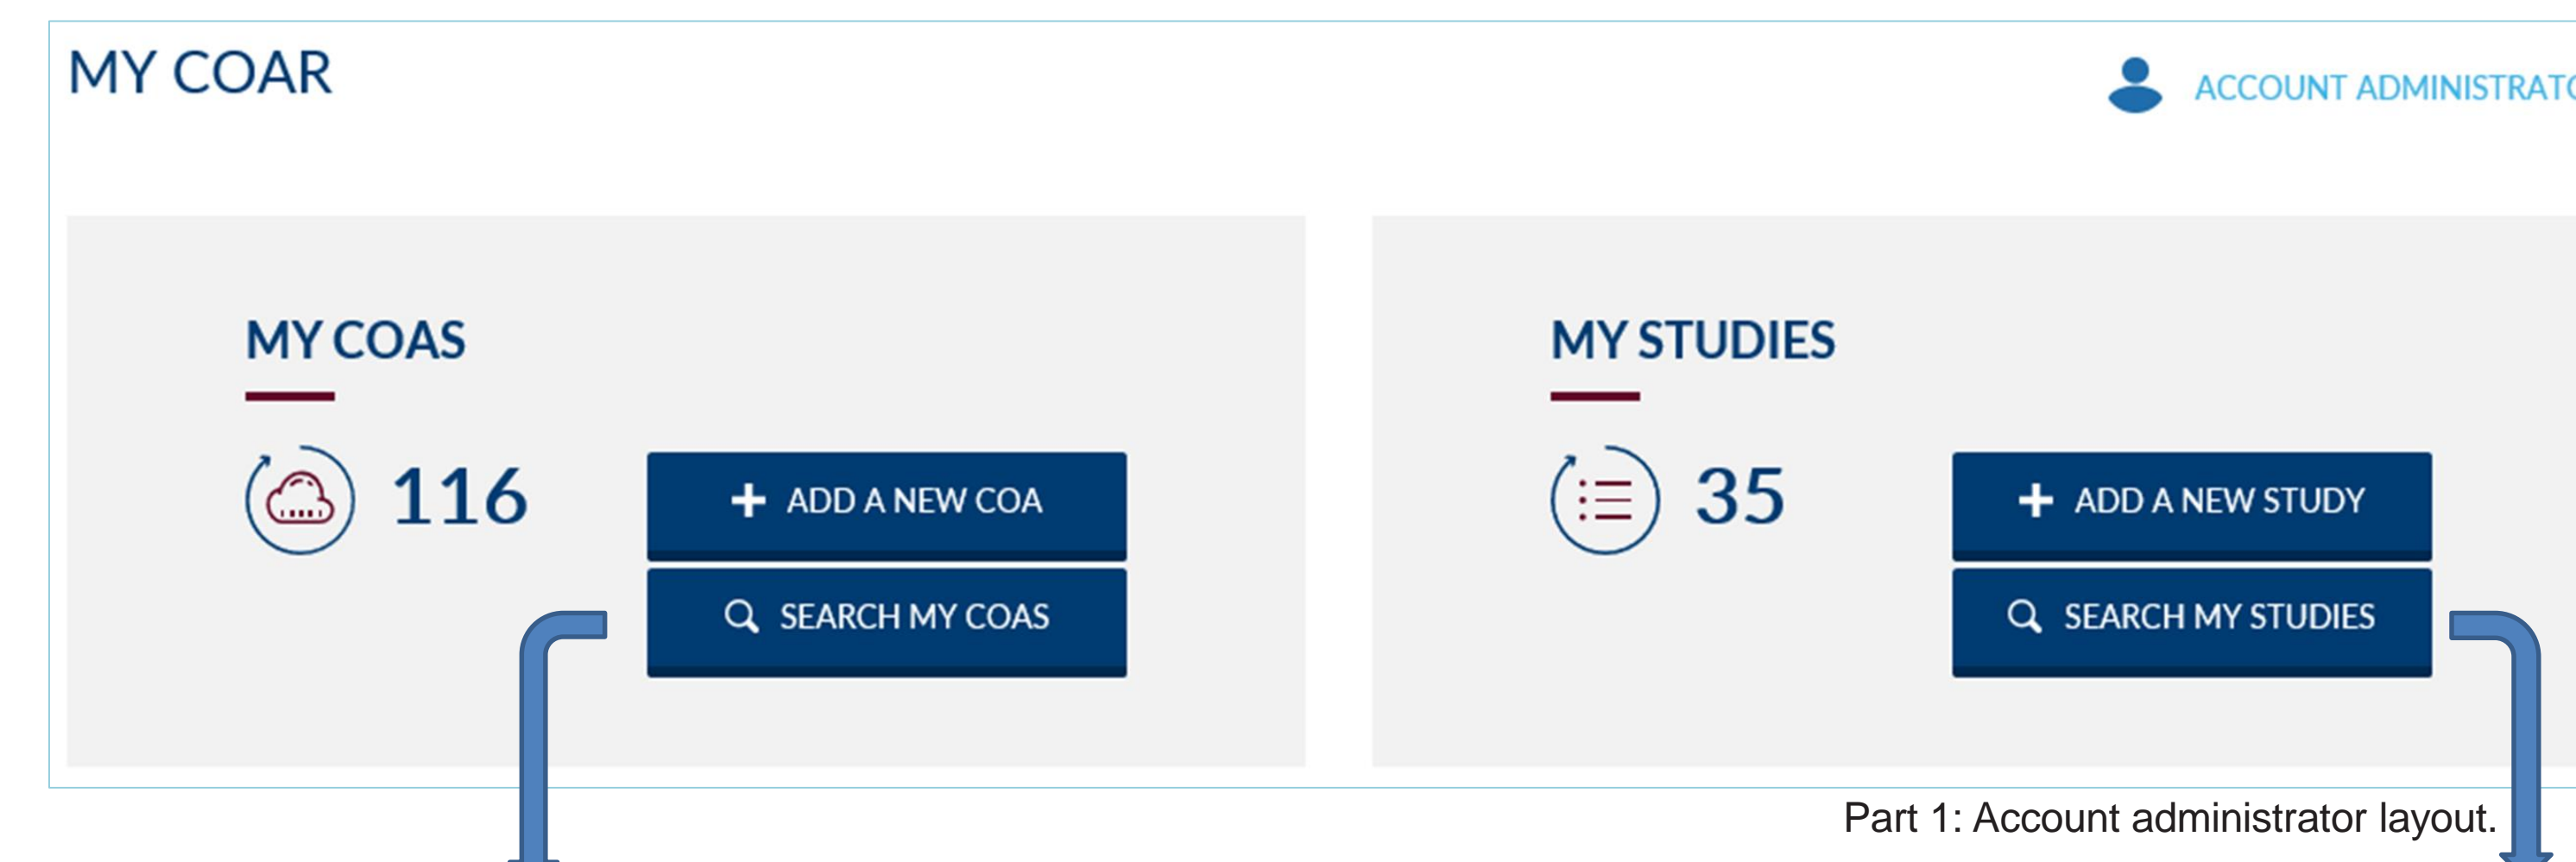 MY COAR
ACCOUNT ADMINISTRATO
MY COAS
116
+ ADD A NEW COA
SEARCH MY COAS
MY STUDIES
35
+ ADD A NEW STUDY
SEARCH MY STUDIES
Part 1: Account administrator layout.